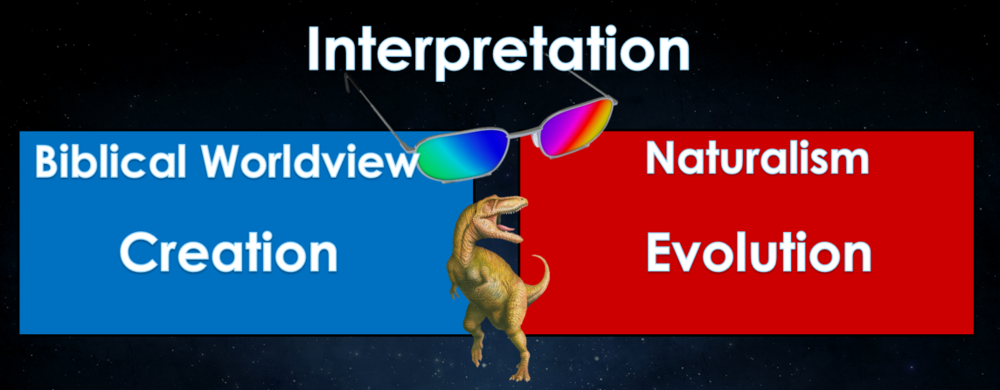 Interpretation
Biblical Worldview
Creation
Naturalism
Evolution